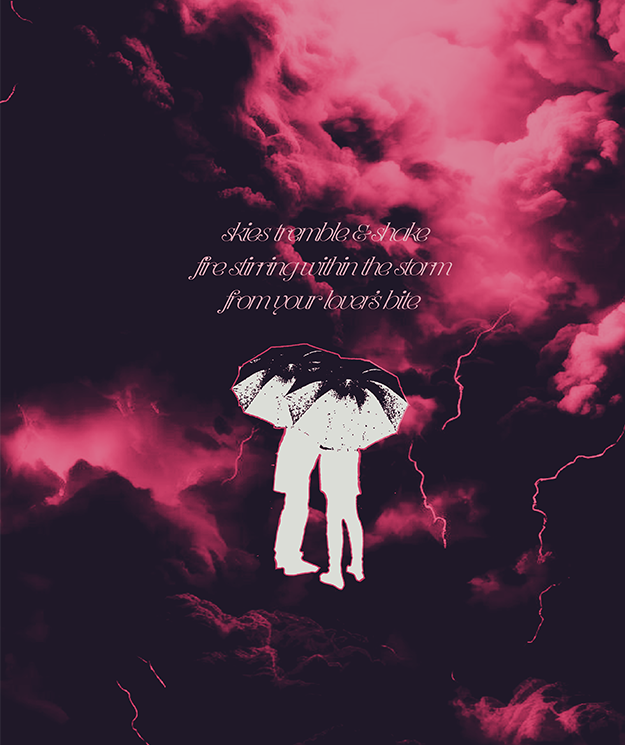 skies tremble & shake
fire stirring within the storm
from your lover's bite